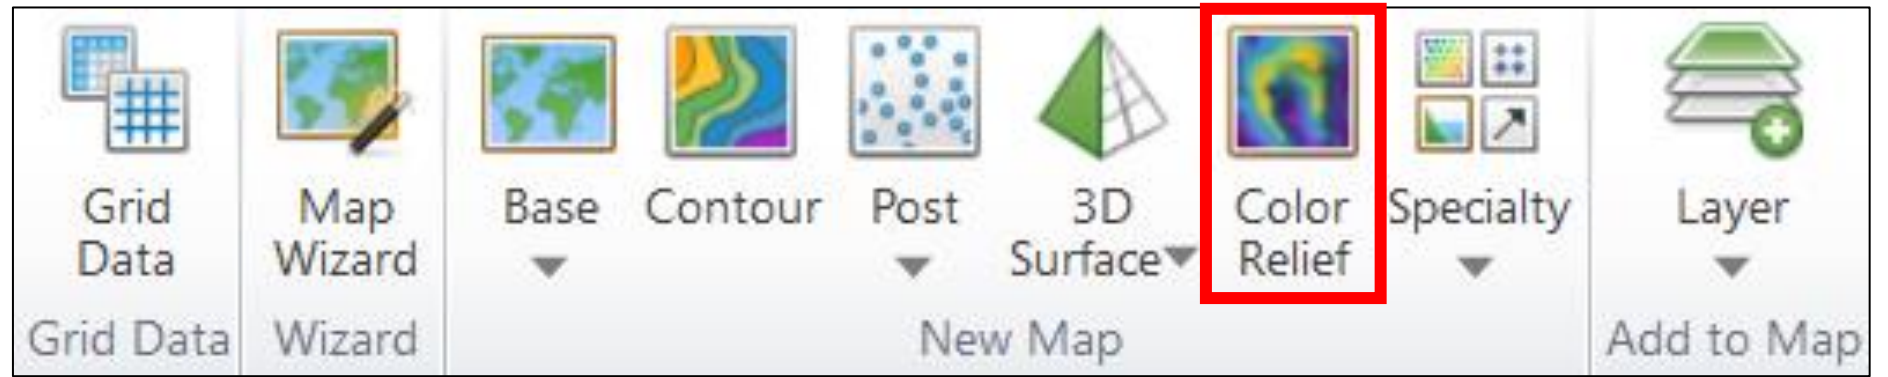 Grid
Data
Map
Wizard
Base
Contour
Post
3D
Surface
Color
Relief
Specialty
Layer
Grid Data
Wizard
New Map
Add to Map